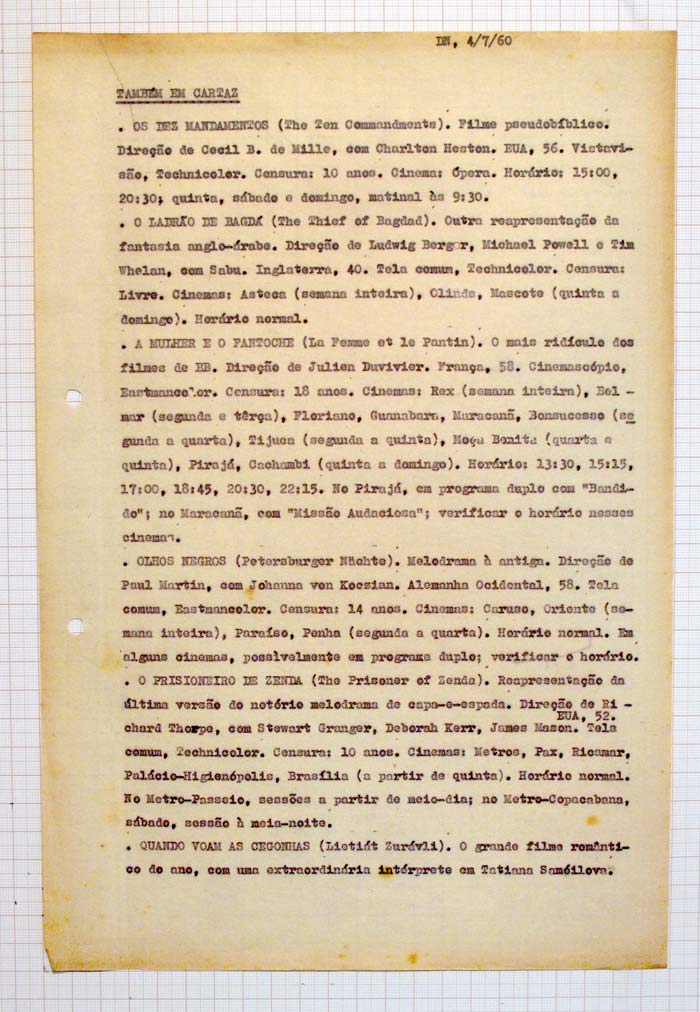 DN, 4/7/60
TAMBÉM EM CARTAZ
. OS DEZ MANDAMENTOS (The Ten Commandments). Filme pseudobíblico.
Direção de Cecil B. de Mille, com Charlton Heston. EUA, 56. Vistavi-
são, Technicolor. Censura: 10 anos. Cinema: Ópera. Horário: 15:00,
20:30; quinta, sábado e domingo, matinal às 9:30.
. O LADRÃO DE BAGDÁ (The Thief of Bagdad). Outra reapresentação da
fantasia anglo-árabe. Direção de Ludwig Berger, Michael Powell e Tim
Whelan, com Sabu. Inglaterra, 40. Tela comum, Technicolor. Censura:
Livre. Cinemas: Asteca (semana inteira), Olinda, Mascote (quinta a
domingo). Horário normal.
. A MULHER E O FANTOCHE (La Femme et le Pantin). O mais ridículo dos
filmes de BB. Direção de Julien Duvivier. França, 58. Cinemascópio,
Eastmancolor. Censura: 18 anos. Cinemas: Rex (semana inteira), Bel -
mar (segunda e têrça), Floriano, Guanabara, Maracanã, Bonsucesso (se
gunda a quarta), Tijuca (segunda a quinta), Moça Bonita (quarta e
quinta), Pirajá, Cachambi (quinta a domingo). Horário: 13:30, 15:15,
17:00, 18:45, 20:30, 22:15. No Pirajá, em programa duplo com "Bandi-
do"; no Maracanã, com "Missão Audaciosa"; verificar o horário nesses
cinemas.
. OLHOS NEGROS (Petersburger Nächte). Melodrama à antiga. Direção de
Paul Martin, com Johanna von Koczian. Alemanha Ocidental, 58. Tela
comum, Eastmancolor. Censura: 14 anos. Cinemas: Caruso, Oriente (se-
mana inteira), Paraíso, Penha (segunda a quarta). Horário normal. Em
alguns cinemas, possìvelmente em programa duplo; verificar o horário.
. O PRISIONEIRO DE ZENDA (The Prisoner of Zenda). Reapresentação da
última versão do notório melodrama de capa-e-espada. Direção de Ri -
EUA, 52.
chard Thorpe, com Stewart Granger, Deborah Kerr, James Mason. Tela
comum, Technicolor. Censura: 10 anos. Cinemas: Metros, Pax, Ricamar,
Palácio-Higienópolis, Brasília (a partir de quinta). Horário normal.
No Metro-Passeio, sessões a partir de meio-dia; no Metro-Copacabana,
sábado, sessão à meia-noite.
. QUANDO VOAM AS CEGONHAS (Lietiát Zurávli). O grande filme românti-
co do ano, com uma extraordinária intérprete em Tatiana Samóilova.